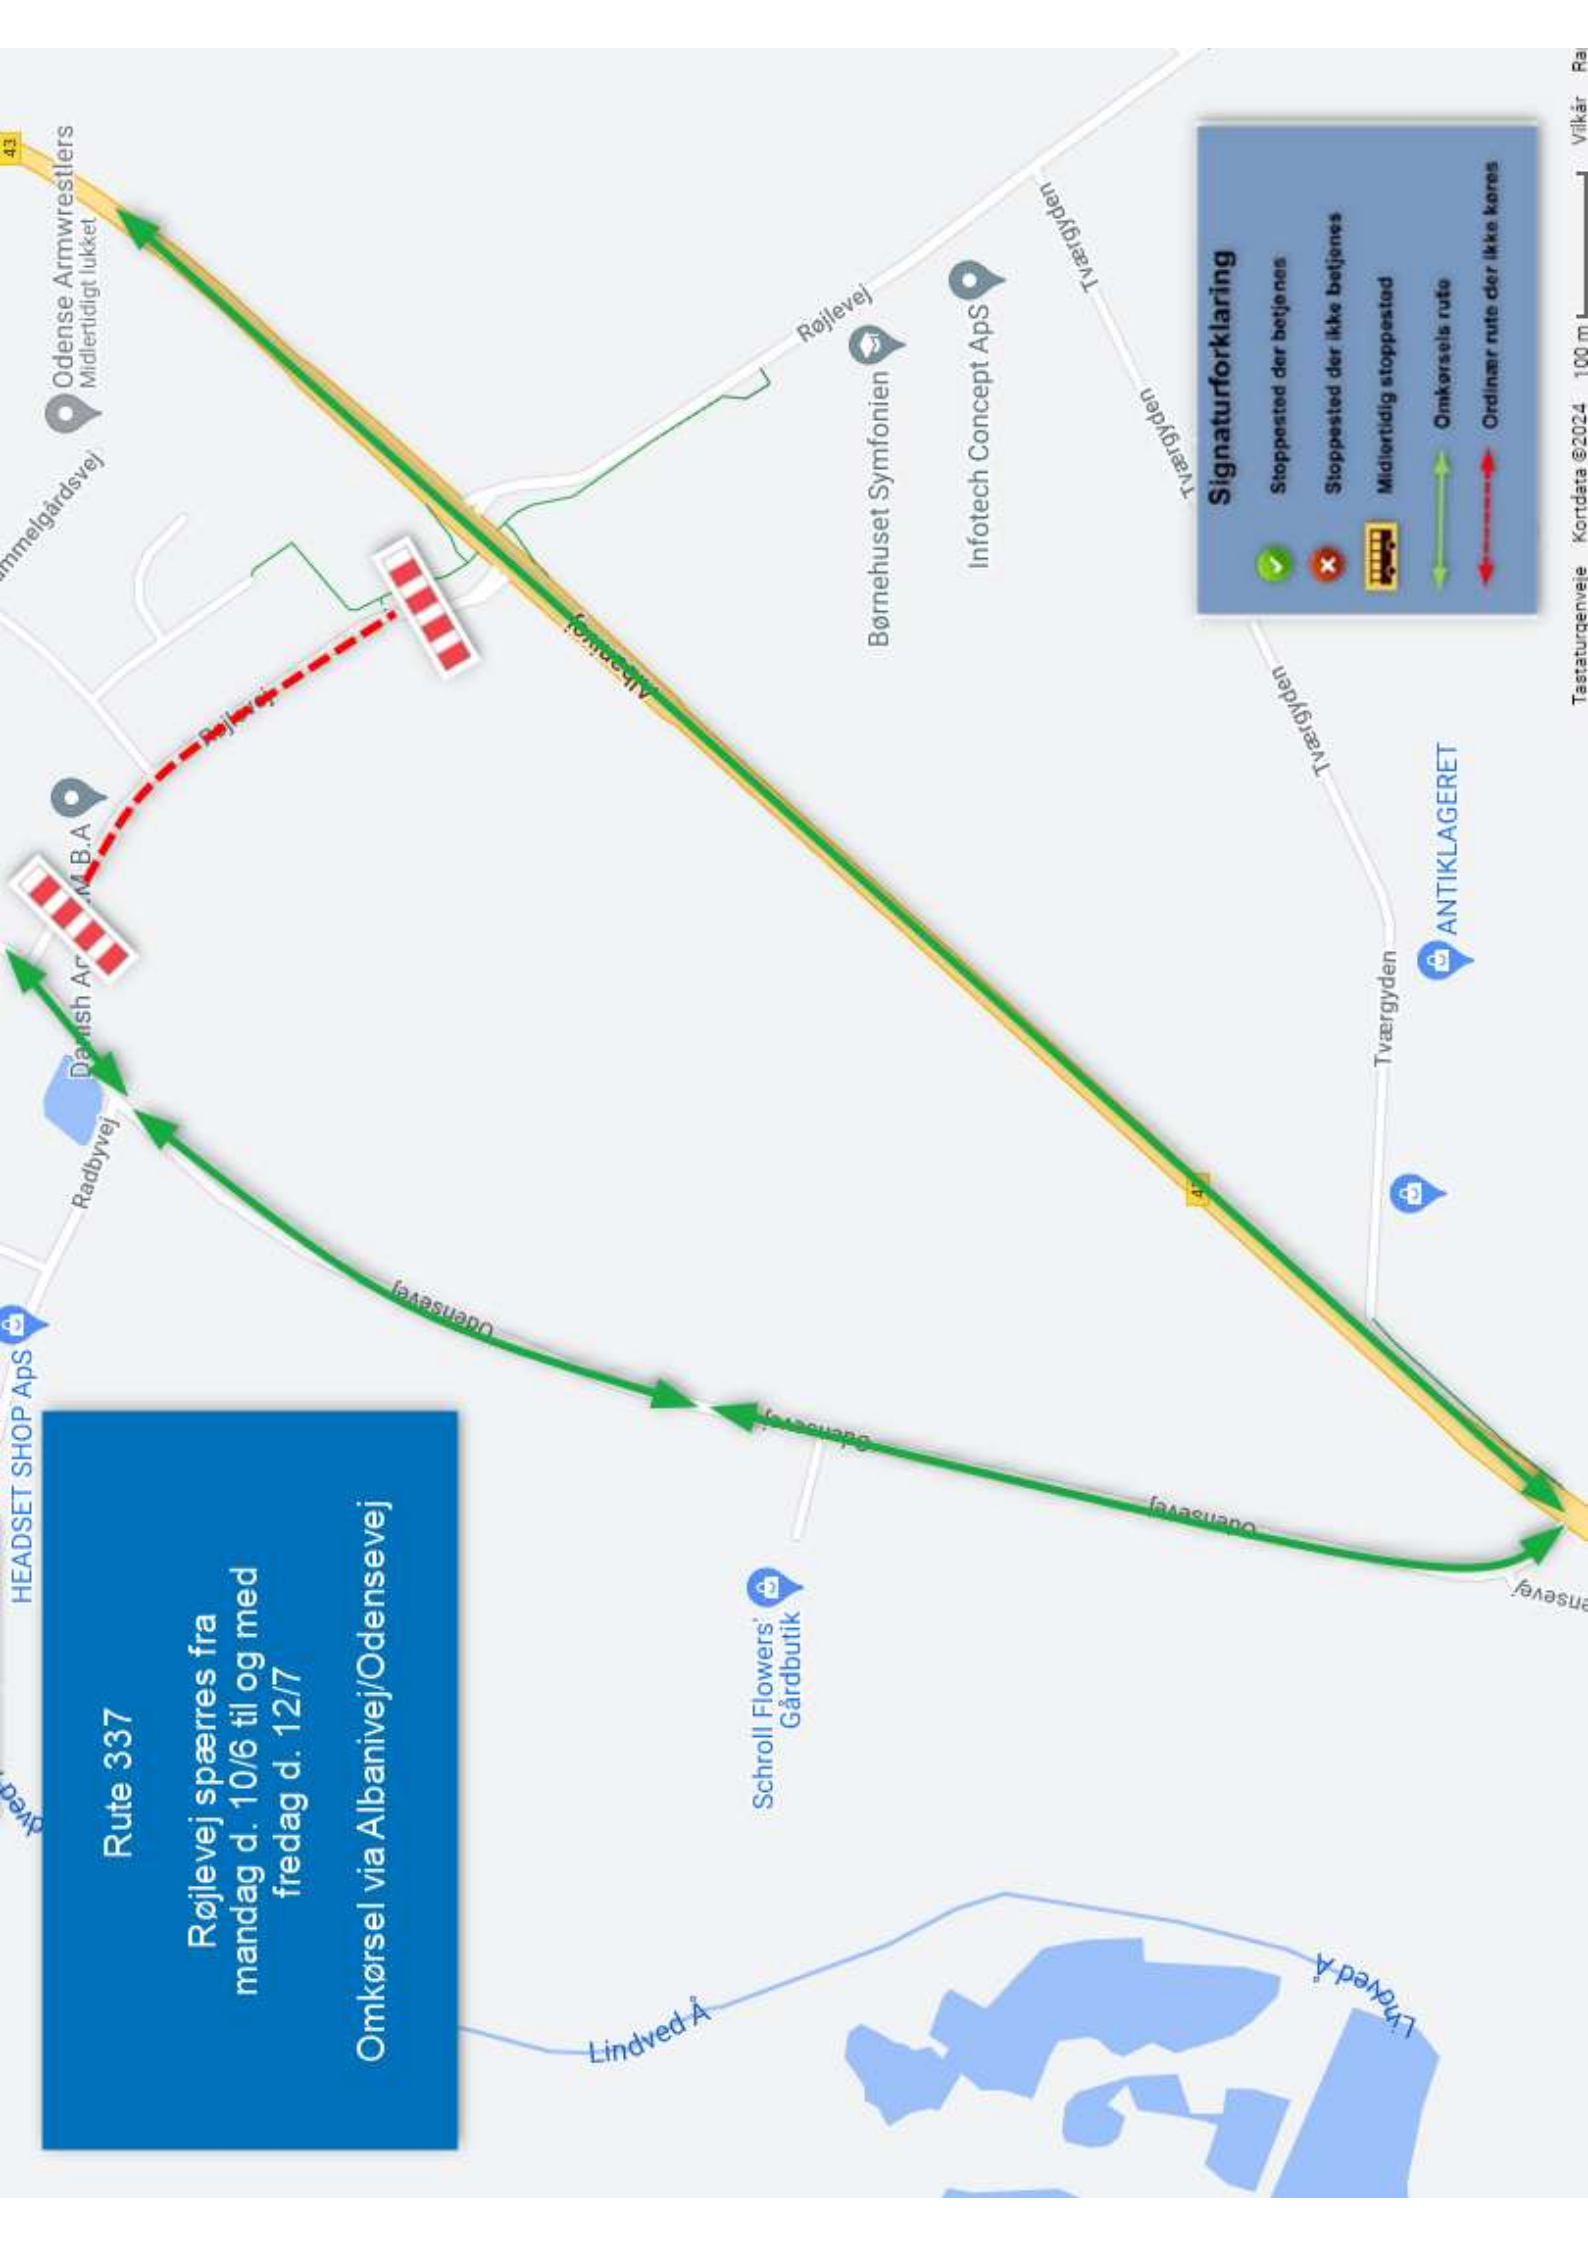 Rute 337
Røjlevej spærres fra
mandag d. 10/6 til og med
fredag d. 12/7
Omkørsel via Albanivej/Odensevej
HEADSET SHOP ApS
Radbyvej
Danish
Røjlevej
Odense Armwrestlers
Midlertidigt lukket
43
Odensevej
Odensevej
Odensevej
Albanivej
Røjlevej
Børnehuset Symfonien
Infotech Concept ApS
Tværgyden
Tværgyden
Tværgyden
Tværgyden
Schroll Flowers'
Gårdbutik
ANTIKLAGERET
Lindved Å
Lindved Å
Signaturforklaring
Stoppested der betjenes
Stoppested der ikke betjenes
Midlertidig stoppested
Omkørsels rute
Ordinær rute der ikke køres
Tastaturgenveje
Kortdata ©2024
100 m
Vilkår